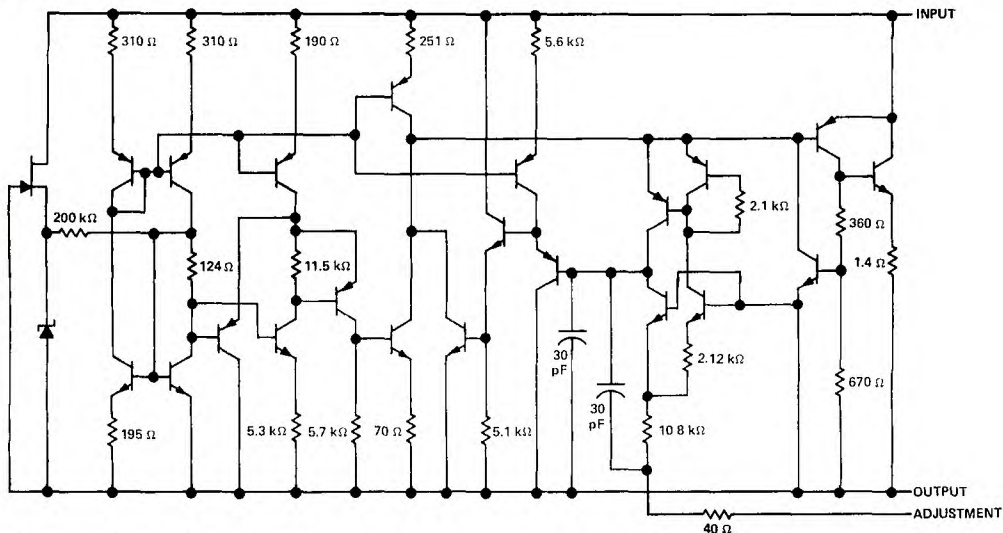 INPUT
310 Ω
310 Ω
190 Ω
251 Ω
5.6 kΩ
200 kΩ
2.1 kΩ
360 Ω
124 Ω
11.5 kΩ
1.4 Ω
30
pF
2.12 kΩ
30
pF
670 Ω
195 Ω
5.3 kΩ
5.7 kΩ
70 Ω
5.1 kΩ
10 8 kΩ
OUTPUT
ADJUSTMENT
40 Ω